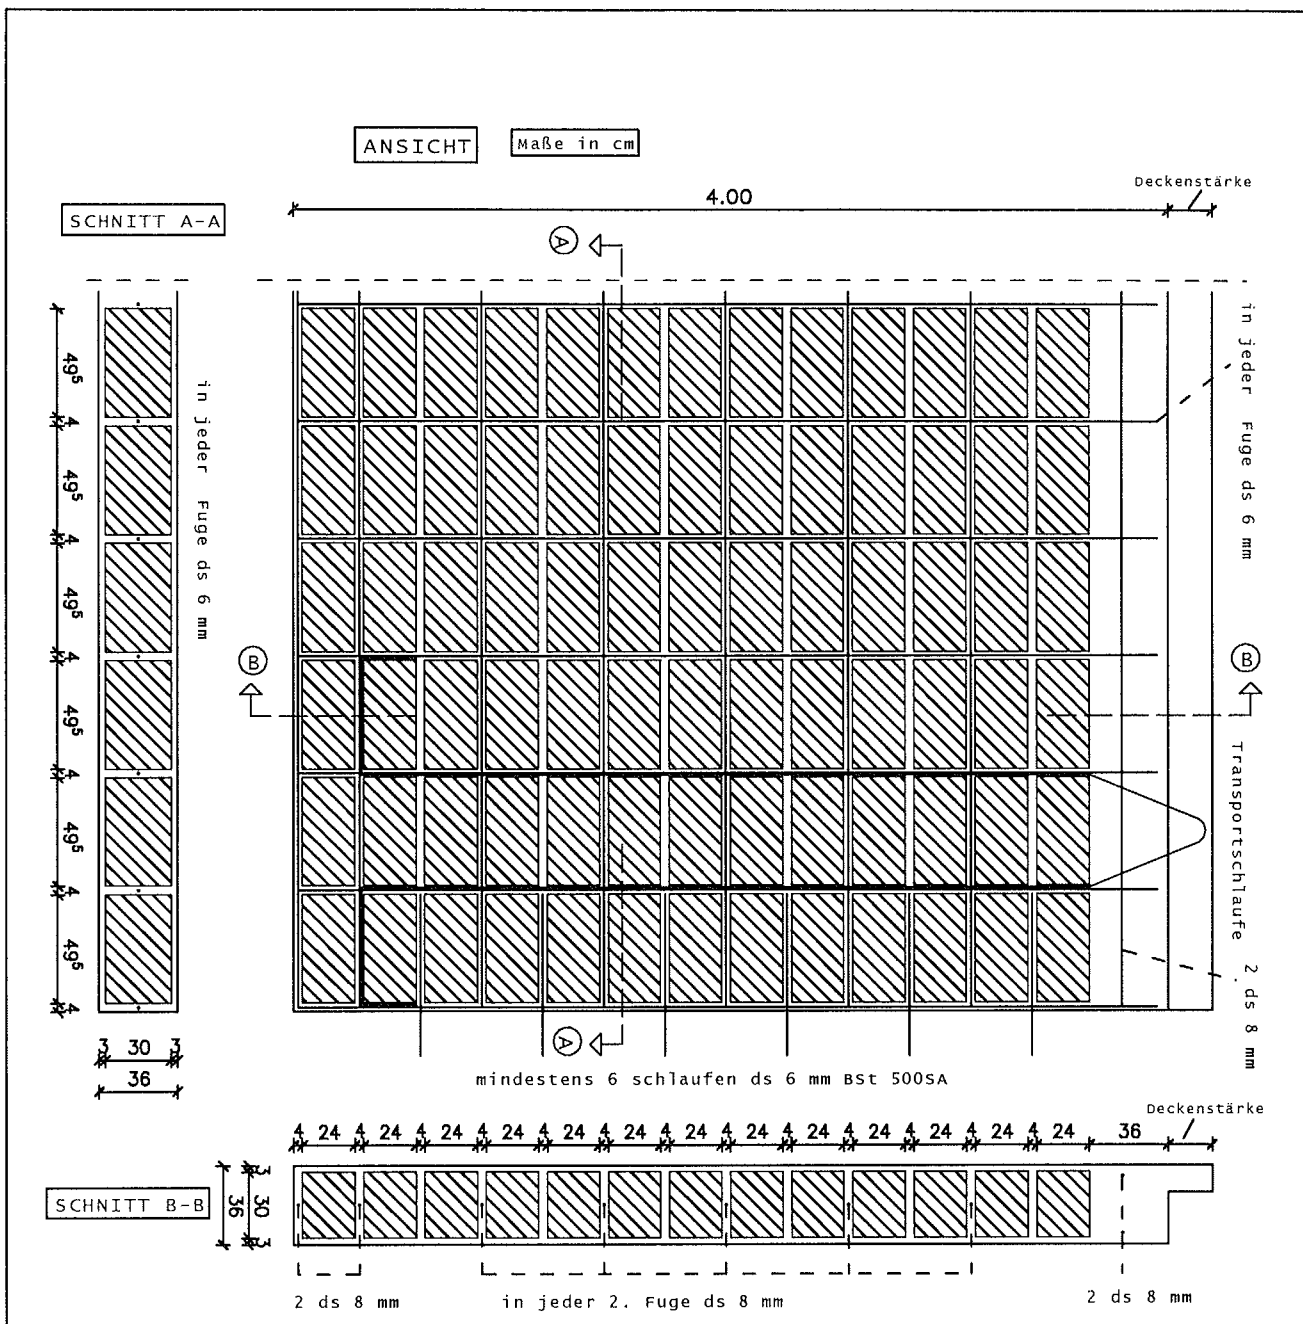 ANSICHT
Maße in cm
Deckenstärke
4.00
SCHNITT A-A
A
in jeder Fuge ds 6 mm
in jeder Fuge ds 6 mm
49⁵
4
49⁵
4
49⁵
4
49⁵
4
49⁵
4
49⁵
4
B
B
Transportschlaufe 2 ds 8 mm
A
3 30 3
36
mindestens 6 schlaufen ds 6 mm BSt 500SA
Deckenstärke
4 24 4 24 4 24 4 24 4 24 4 24 4 24 4 24 4 24 4 24 4 24 4 24 4 24 36
SCHNITT B-B
36
3 30 3
2 ds 8 mm
in jeder 2. Fuge ds 8 mm
2 ds 8 mm